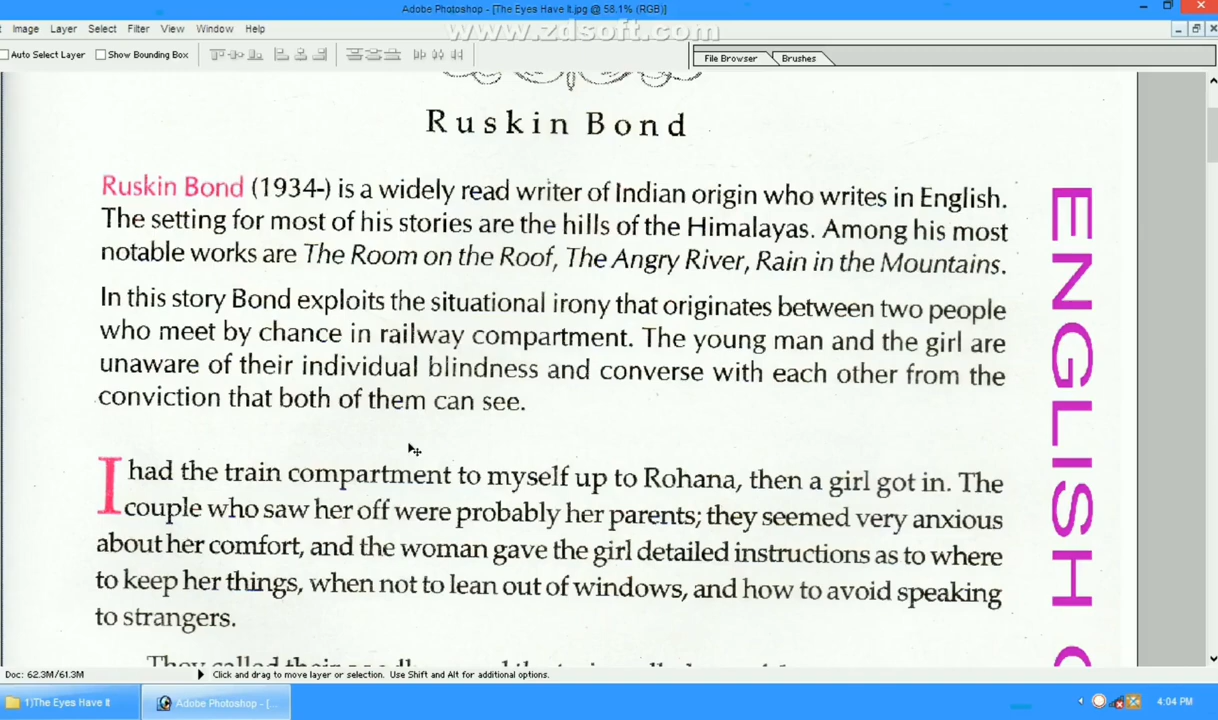 Adobe Photoshop - [The Eyes Have It.jpg @ 58.1% (RGB)]
Image Layer Select Filter View Window Help
www.zdsoft.com
Auto Select Layer Show Bounding Box File Browser Brushes
Ruskin Bond
Ruskin Bond (1934-) is a widely read writer of Indian origin who writes in English.
The setting for most of his stories are the hills of the Himalayas. Among his most
notable works are The Room on the Roof, The Angry River, Rain in the Mountains.
In this story Bond exploits the situational irony that originates between two people
who meet by chance in railway compartment. The young man and the girl are
unaware of their individual blindness and converse with each other from the
conviction that both of them can see.
I had the train compartment to myself up to Rohana, then a girl got in. The
couple who saw her off were probably her parents; they seemed very anxious
about her comfort, and the woman gave the girl detailed instructions as to where
to keep her things, when not to lean out of windows, and how to avoid speaking
to strangers.
They called their
ENGLISH
Doc: 62.3M/61.3M Click and drag to move layer or selection. Use Shift and Alt for additional options.
1)The Eyes Have It Adobe Photoshop - [... 4:04 PM